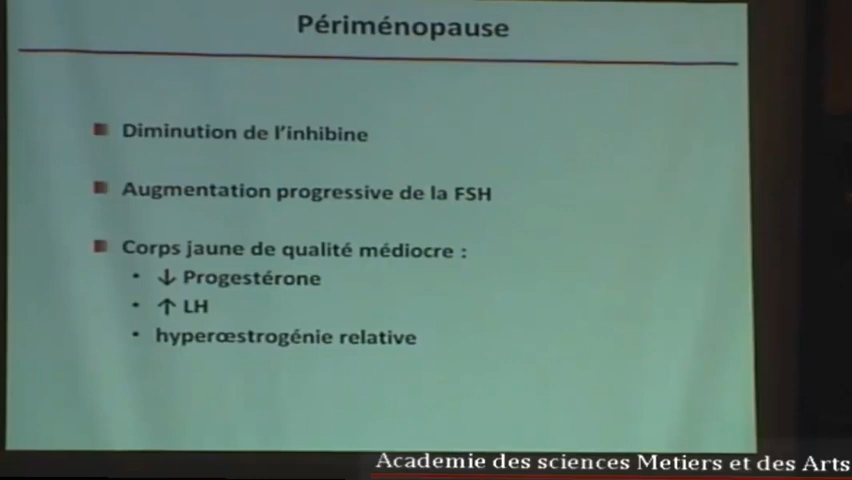 Périménopause
Diminution de l'inhibine
Augmentation progressive de la FSH
Corps jaune de qualité médiocre :
• ↓ Progestérone
• ↑ LH
• hyperœstrogénie relative
Academie des sciences Metiers et des Arts